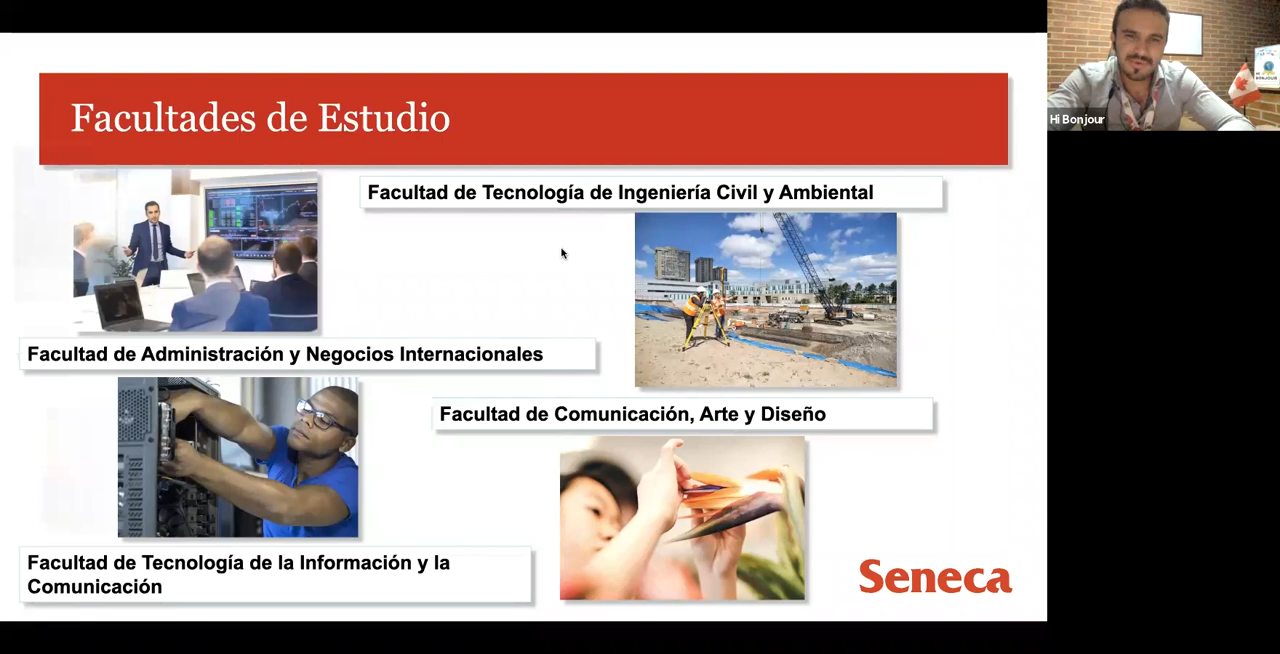 Facultades de Estudio
Facultad de Tecnología de Ingeniería Civil y Ambiental
Facultad de Administración y Negocios Internacionales
Facultad de Comunicación, Arte y Diseño
Facultad de Tecnología de la Información y la
Comunicación
Seneca
Hi Bonjour
BONJOUR